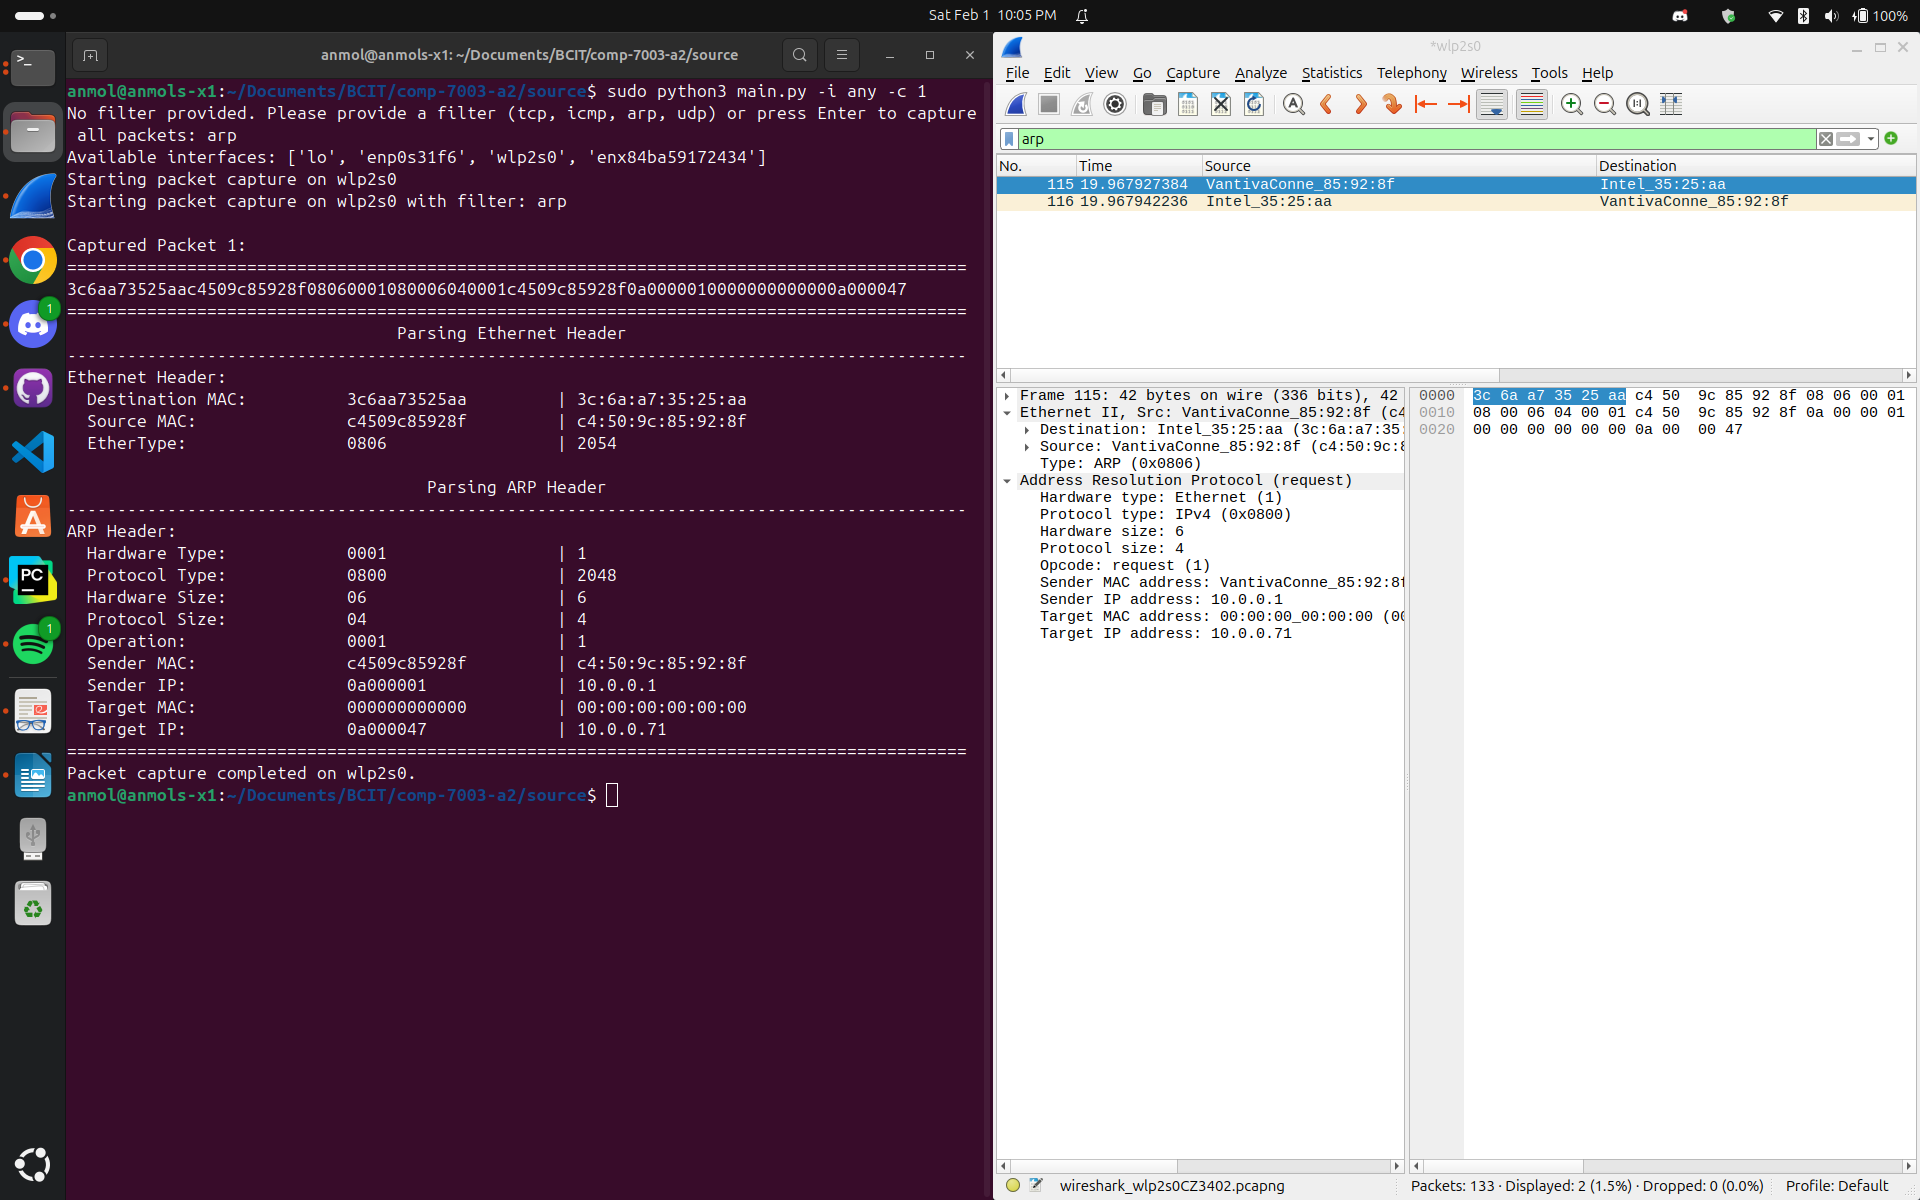 Sat Feb 1 10:05 PM
100%
anmol@anmols-x1: ~/Documents/BCIT/comp-7003-a2/source
anmol@anmols-x1:~/Documents/BCIT/comp-7003-a2/source$ sudo python3 main.py -i any -c 1
No filter provided. Please provide a filter (tcp, icmp, arp, udp) or press Enter to capture
all packets: arp
Available interfaces: ['lo', 'enp0s31f6', 'wlp2s0', 'enx84ba59172434']
Starting packet capture on wlp2s0
Starting packet capture on wlp2s0 with filter: arp
Captured Packet 1:
==========================================================================================
3c6aa73525aac4509c85928f08060001080006040001c4509c85928f0a0000010000000000000a000047
==========================================================================================
Parsing Ethernet Header
------------------------------------------------------------------------------------------
Ethernet Header:
Destination MAC: 3c6aa73525aa | 3c:6a:a7:35:25:aa
Source MAC: c4509c85928f | c4:50:9c:85:92:8f
EtherType: 0806 | 2054
Parsing ARP Header
------------------------------------------------------------------------------------------
ARP Header:
Hardware Type: 0001 | 1
Protocol Type: 0800 | 2048
Hardware Size: 06 | 6
Protocol Size: 04 | 4
Operation: 0001 | 1
Sender MAC: c4509c85928f | c4:50:9c:85:92:8f
Sender IP: 0a000001 | 10.0.0.1
Target MAC: 000000000000 | 00:00:00:00:00:00
Target IP: 0a000047 | 10.0.0.71
==========================================================================================
Packet capture completed on wlp2s0.
anmol@anmols-x1:~/Documents/BCIT/comp-7003-a2/source$
1
PC
1
*wlp2s0
File Edit View Go Capture Analyze Statistics Telephony Wireless Tools Help
arp
No. Time Source Destination
115 19.967927384 VantivaConne_85:92:8f Intel_35:25:aa
116 19.967942236 Intel_35:25:aa VantivaConne_85:92:8f
Frame 115: 42 bytes on wire (336 bits), 42
Ethernet II, Src: VantivaConne_85:92:8f (c4
Destination: Intel_35:25:aa (3c:6a:a7:35:
Source: VantivaConne_85:92:8f (c4:50:9c:8
Type: ARP (0x0806)
Address Resolution Protocol (request)
Hardware type: Ethernet (1)
Protocol type: IPv4 (0x0800)
Hardware size: 6
Protocol size: 4
Opcode: request (1)
Sender MAC address: VantivaConne_85:92:8f
Sender IP address: 10.0.0.1
Target MAC address: 00:00:00_00:00:00 (00
Target IP address: 10.0.0.71
0000 3c 6a a7 35 25 aa c4 50 9c 85 92 8f 08 06 00 01
0010 08 00 06 04 00 01 c4 50 9c 85 92 8f 0a 00 00 01
0020 00 00 00 00 00 00 0a 00 00 47
wireshark_wlp2s0CZ3402.pcapng
Packets: 133 · Displayed: 2 (1.5%) · Dropped: 0 (0.0%)
Profile: Default